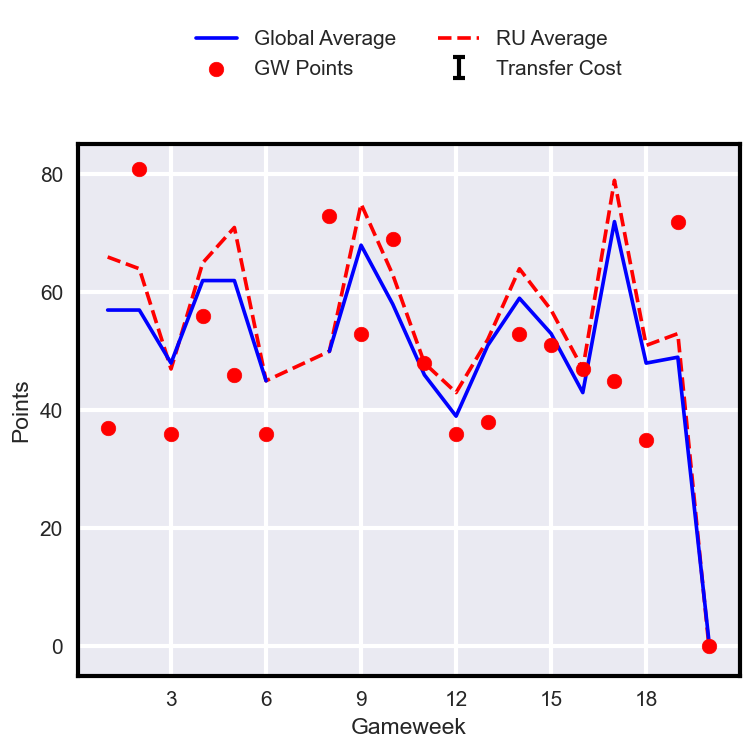 Global Average
RU Average
GW Points
Transfer Cost
80
60
40
20
0
Points
3 6 9 12 15 18
Gameweek